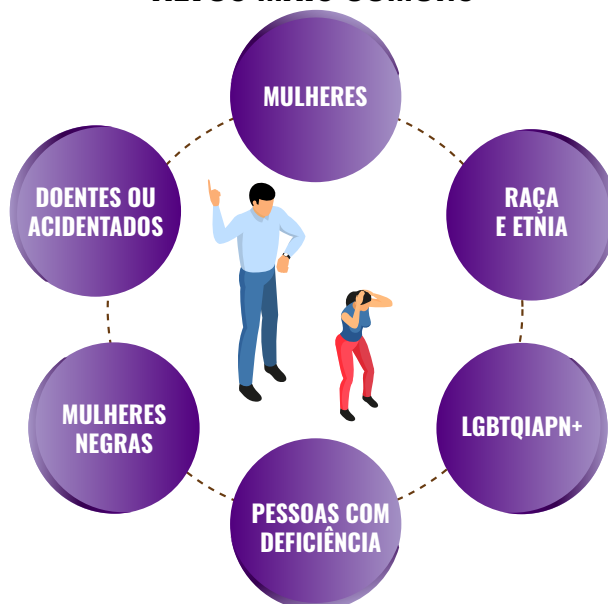 MULHERES
RAÇA
E ETNIA
LGBTQIAPN+
PESSOAS COM
DEFICIÊNCIA
MULHERES
NEGRAS
DOENTES OU
ACIDENTADOS